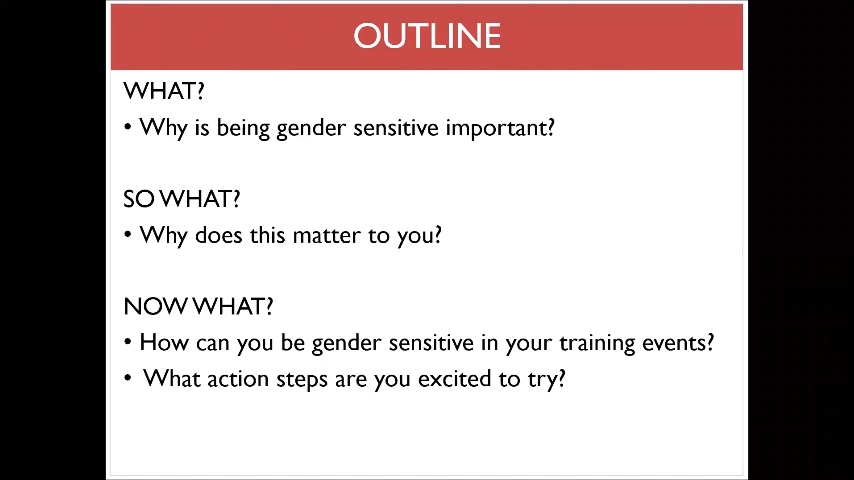 OUTLINE
WHAT?
• Why is being gender sensitive important?
SO WHAT?
• Why does this matter to you?
NOW WHAT?
• How can you be gender sensitive in your training events?
• What action steps are you excited to try?